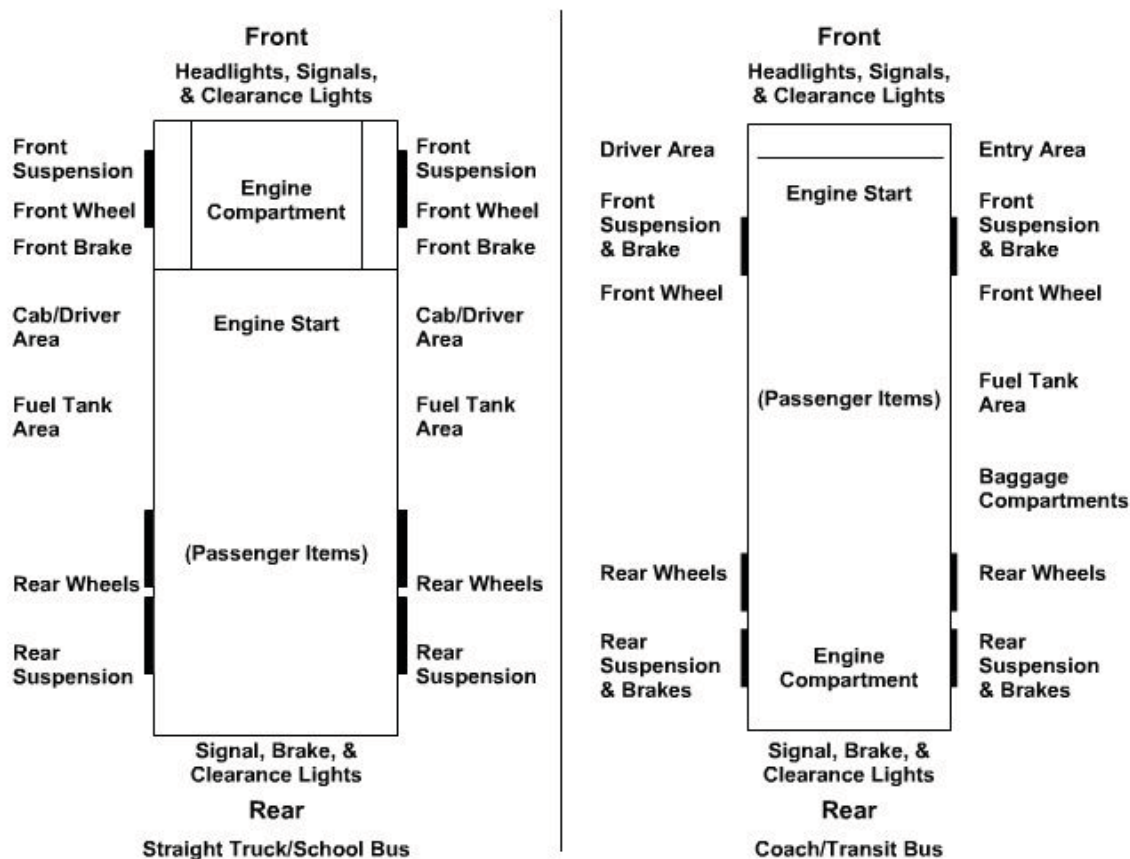 Front
Headlights, Signals,
& Clearance Lights
Front
Suspension
Front Wheel
Front Brake
Cab/Driver
Area
Fuel Tank
Area
Rear Wheels
Rear
Suspension
Engine
Compartment
Engine Start
(Passenger Items)
Front
Suspension
Front Wheel
Front Brake
Cab/Driver
Area
Fuel Tank
Area
Rear Wheels
Rear
Suspension
Signal, Brake, &
Clearance Lights
Rear
Straight Truck/School Bus
Front
Headlights, Signals,
& Clearance Lights
Driver Area
Front
Suspension
& Brake
Front Wheel
Rear Wheels
Rear
Suspension
& Brakes
Engine Start
(Passenger Items)
Engine
Compartment
Entry Area
Front
Suspension
& Brake
Front Wheel
Fuel Tank
Area
Baggage
Compartments
Rear Wheels
Rear
Suspension
& Brakes
Signal, Brake, &
Clearance Lights
Rear
Coach/Transit Bus